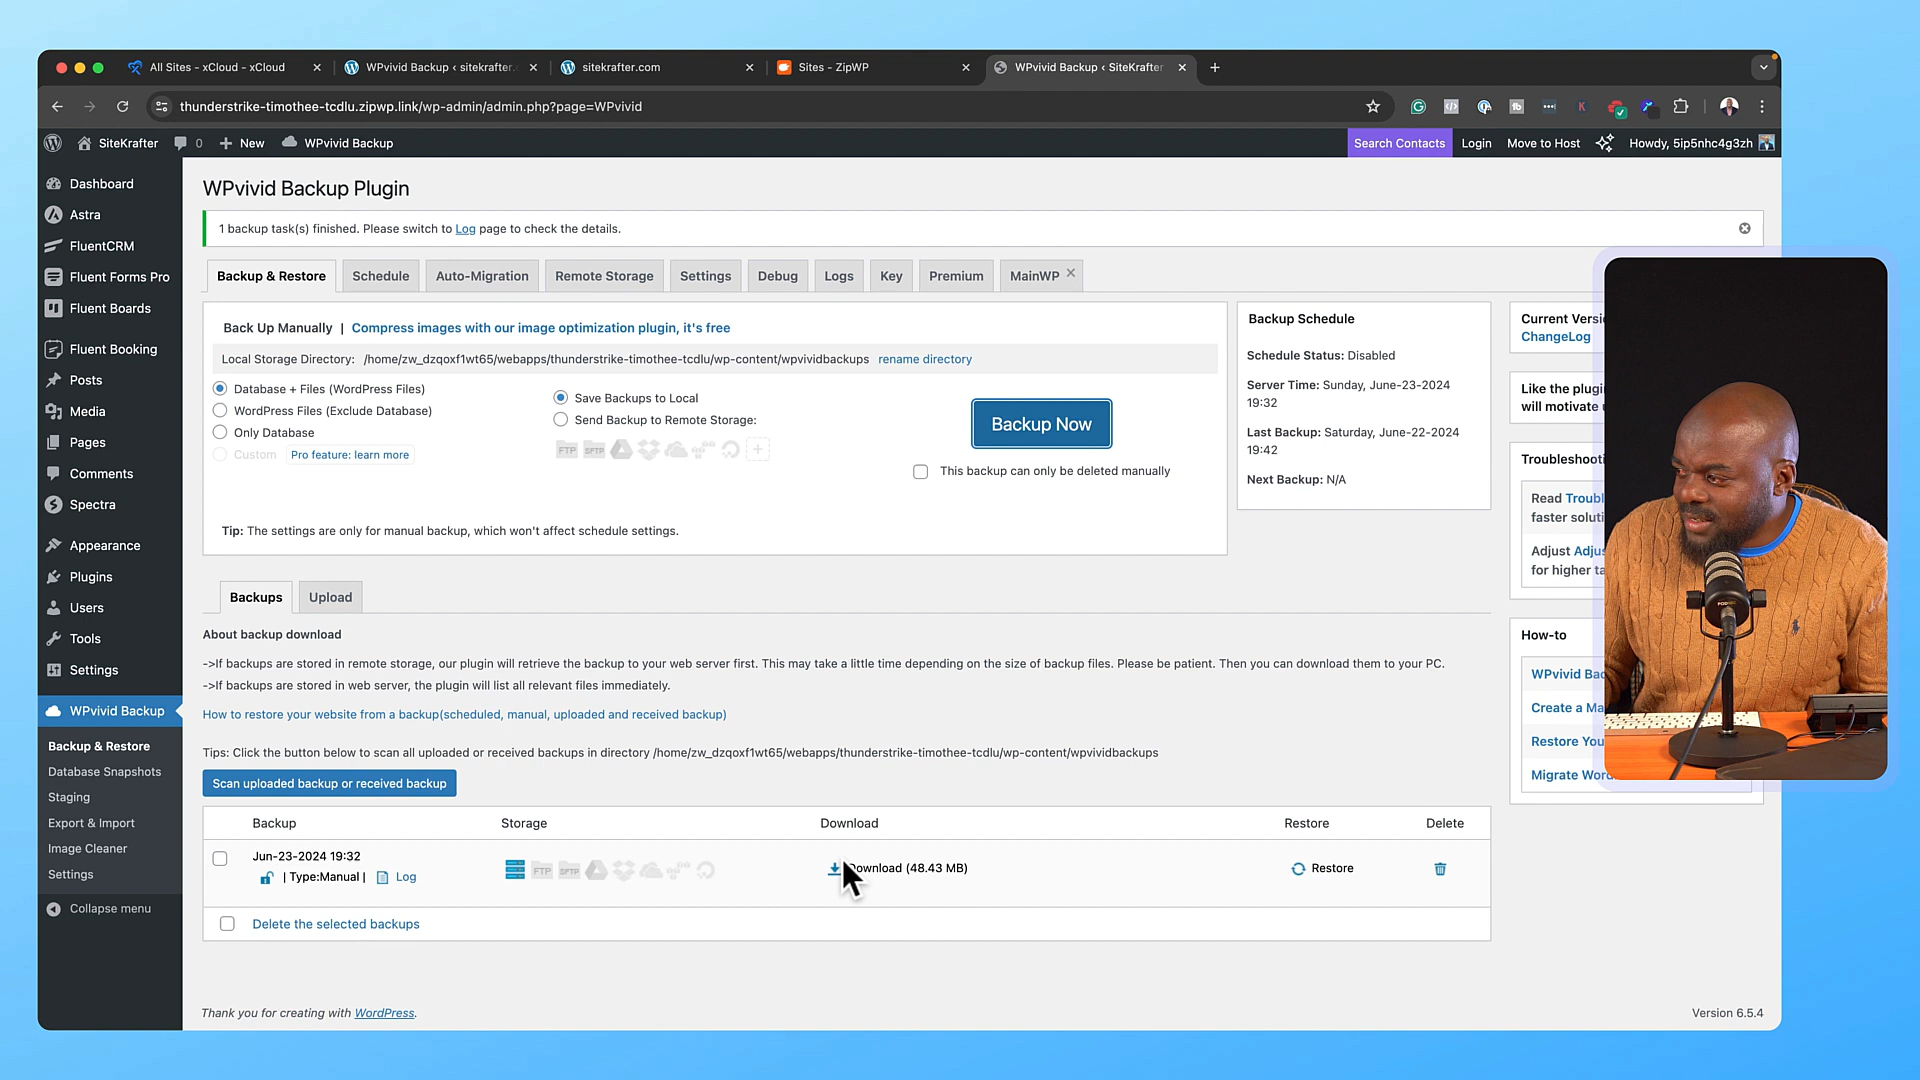 All Sites - xCloud - xCloud
WPvivid Backup ‹ sitekrafter.
sitekrafter.com
Sites - ZipWP
WPvivid Backup ‹ SiteKrafter
thunderstrike-timothee-tcdlu.zipwp.link/wp-admin/admin.php?page=WPvivid
SiteKrafter
0
New
WPvivid Backup
Search Contacts
Login
Move to Host
Howdy, 5ip5nhc4g3zh
Dashboard
Astra
FluentCRM
Fluent Forms Pro
Fluent Boards
Fluent Booking
Posts
Media
Pages
Comments
Spectra
Appearance
Plugins
Users
Tools
Settings
WPvivid Backup
Backup & Restore
Database Snapshots
Staging
Export & Import
Image Cleaner
Settings
Collapse menu
WPvivid Backup Plugin
1 backup task(s) finished. Please switch to Log page to check the details.
Backup & Restore
Schedule
Auto-Migration
Remote Storage
Settings
Debug
Logs
Key
Premium
MainWP
Back Up Manually | Compress images with our image optimization plugin, it's free
Local Storage Directory: /home/zw_dzqoxf1wt65/webapps/thunderstrike-timothee-tcdlu/wp-content/wpvividbackups rename directory
Database + Files (WordPress Files)
WordPress Files (Exclude Database)
Only Database
Custom Pro feature: learn more
Save Backups to Local
Send Backup to Remote Storage:
FTP SFTP
Backup Now
This backup can only be deleted manually
Tip: The settings are only for manual backup, which won't affect schedule settings.
Backup Schedule
Schedule Status: Disabled
Server Time: Sunday, June-23-2024
19:32
Last Backup: Saturday, June-22-2024
19:42
Next Backup: N/A
Current
ChangeLog
Like the
will motivate
Read
faster
Adjust
for higher
How-to
WPvivid
Create a
Restore
Migrate
Backups
Upload
About backup download
->If backups are stored in remote storage, our plugin will retrieve the backup to your web server first. This may take a little time depending on the size of backup files. Please be patient. Then you can download them to your PC.
->If backups are stored in web server, the plugin will list all relevant files immediately.
How to restore your website from a backup(scheduled, manual, uploaded and received backup)
Tips: Click the button below to scan all uploaded or received backups in directory /home/zw_dzqoxf1wt65/webapps/thunderstrike-timothee-tcdlu/wp-content/wpvividbackups
Scan uploaded backup or received backup
Backup
Storage
Download
Restore
Delete
Jun-23-2024 19:32
| Type:Manual | Log
FTP SFTP
Download (48.43 MB)
Restore
Delete the selected backups
Thank you for creating with WordPress.
Version 6.5.4